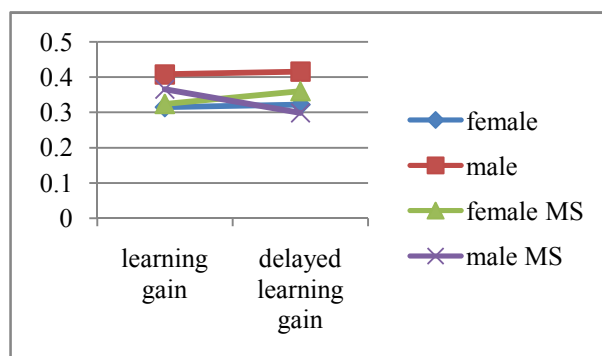 0.5
0.4
0.3
0.2
0.1
0
learning
gain
delayed
learning
gain
female
male
female MS
male MS